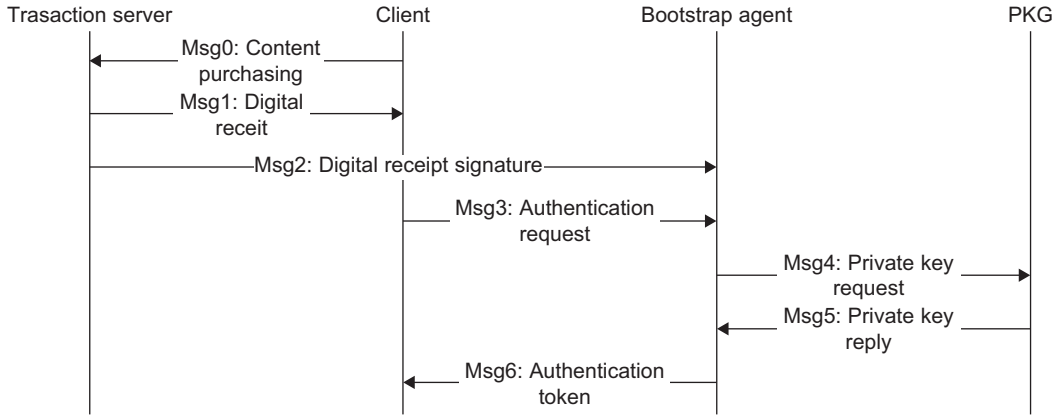 Trasaction server
Client
Bootstrap agent
PKG
Msg0: Content
purchasing
Msg1: Digital
receit
Msg2: Digital receipt signature
Msg3: Authentication
request
Msg4: Private key
request
Msg5: Private key
reply
Msg6: Authentication
token